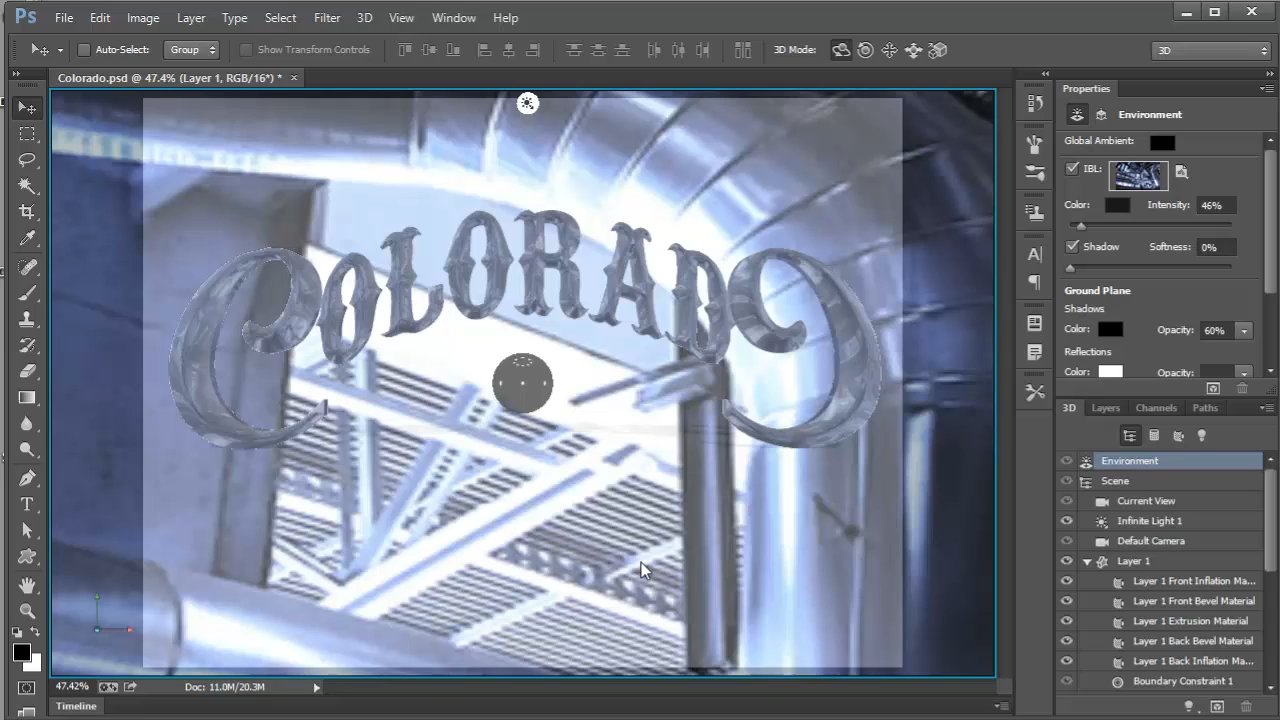 Ps File Edit Image Layer Type Select Filter 3D View Window Help
Auto-Select: Group Show Transform Controls 3D Mode: 3D
Colorado.psd @ 47.4% (Layer 1, RGB/16*) * ×
COLORADO
47.42% Doc: 11.0M/20.3M
Timeline
Properties
Environment
Global Ambient:
IBL:
Color: Intensity: 46%
Shadow Softness: 0%
Ground Plane
Shadows
Color: Opacity: 60%
Reflections
Color: Opacity:
3D Layers Channels Paths
Environment
Scene
Current View
Infinite Light 1
Default Camera
Layer 1
Layer 1 Front Inflation Ma...
Layer 1 Front Bevel Material
Layer 1 Extrusion Material
Layer 1 Back Bevel Material
Layer 1 Back Inflation Ma...
Boundary Constraint 1